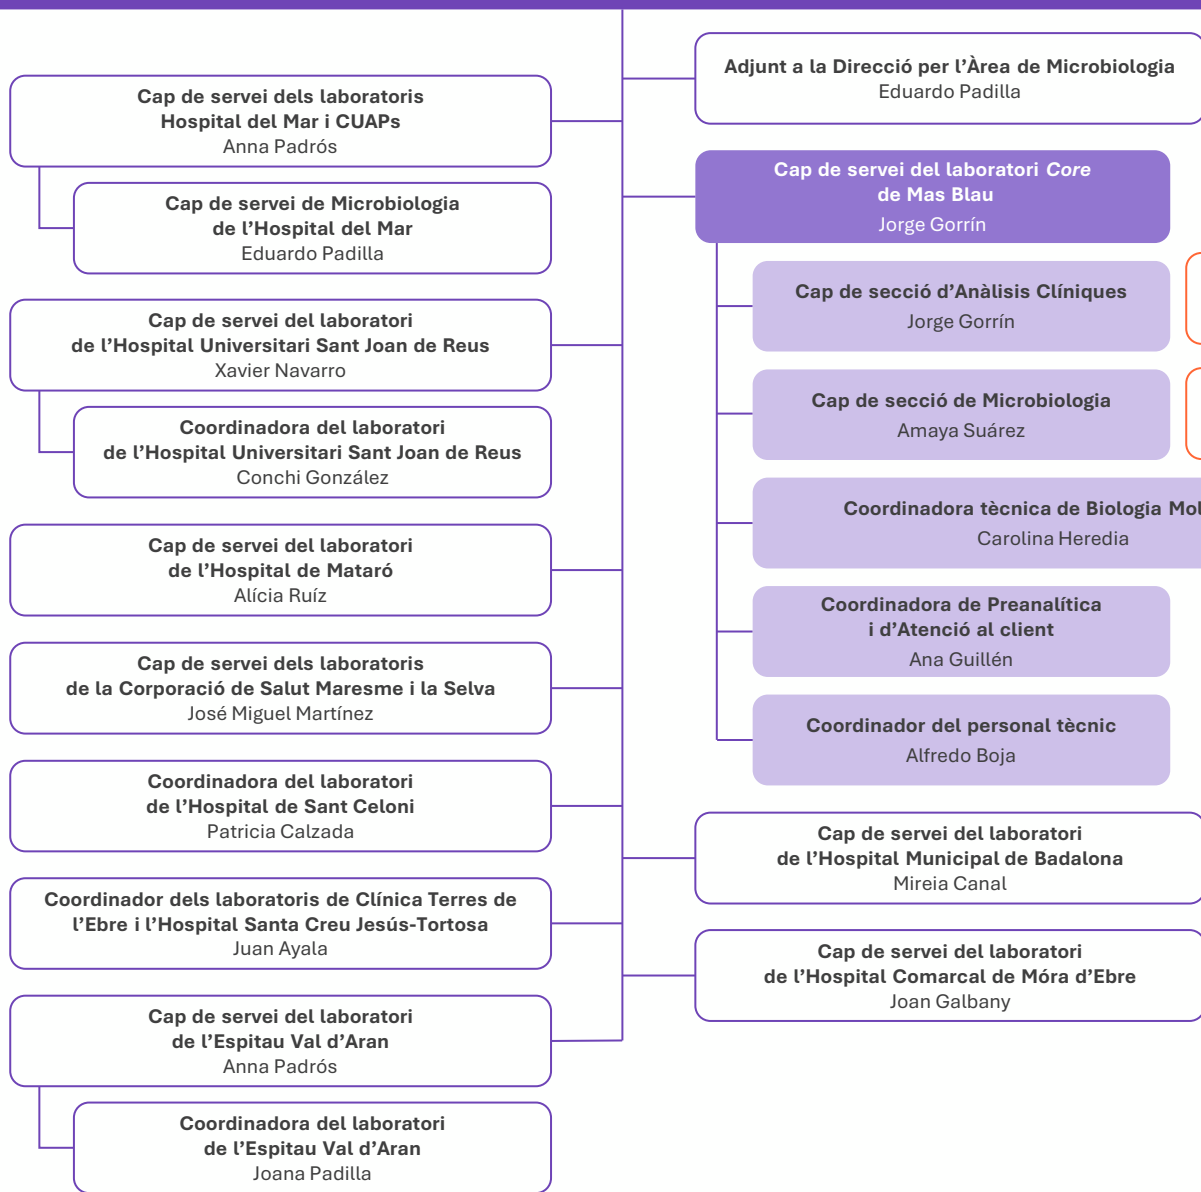 Cap de servei dels laboratoris
Hospital del Mar i CUAPs
Anna Padrós
Cap de servei de Microbiologia
de l’Hospital del Mar
Eduardo Padilla
Cap de servei del laboratori
de l’Hospital Universitari Sant Joan de Reus
Xavier Navarro
Coordinadora del laboratori
de l’Hospital Universitari Sant Joan de Reus
Conchi González
Cap de servei del laboratori
de l’Hospital de Mataró
Alícia Ruíz
Cap de servei dels laboratoris
de la Corporació de Salut Maresme i la Selva
José Miguel Martínez
Coordinadora del laboratori
de l’Hospital de Sant Celoni
Patricia Calzada
Coordinador dels laboratoris de Clínica Terres de
l’Ebre i l’Hospital Santa Creu Jesús-Tortosa
Juan Ayala
Cap de servei del laboratori
de l’Espitau Val d’Aran
Anna Padrós
Coordinadora del laboratori
de l’Espitau Val d’Aran
Joana Padilla
Adjunt a la Direcció per l’Àrea de Microbiologia
Eduardo Padilla
Cap de servei del laboratori Core
de Mas Blau
Jorge Gorrín
Cap de secció d’Anàlisis Clíniques
Jorge Gorrín
Cap de secció de Microbiologia
Amaya Suárez
Coordinadora tècnica de Biologia Mol
Carolina Heredia
Coordinadora de Preanalítica
i d’Atenció al client
Ana Guillén
Coordinador del personal tècnic
Alfredo Boja
Cap de servei del laboratori
de l’Hospital Municipal de Badalona
Mireia Canal
Cap de servei del laboratori
de l’Hospital Comarcal de Móra d’Ebre
Joan Galbany